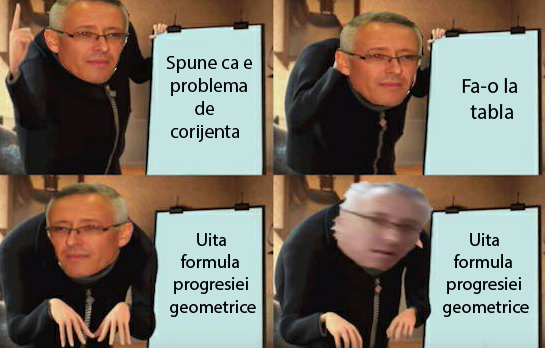 Spune ca e
problema
de
corijenta
Fa-o la
tabla
Uita
formula
progresiei
geometrice
Uita
formula
progresiei
geometrice